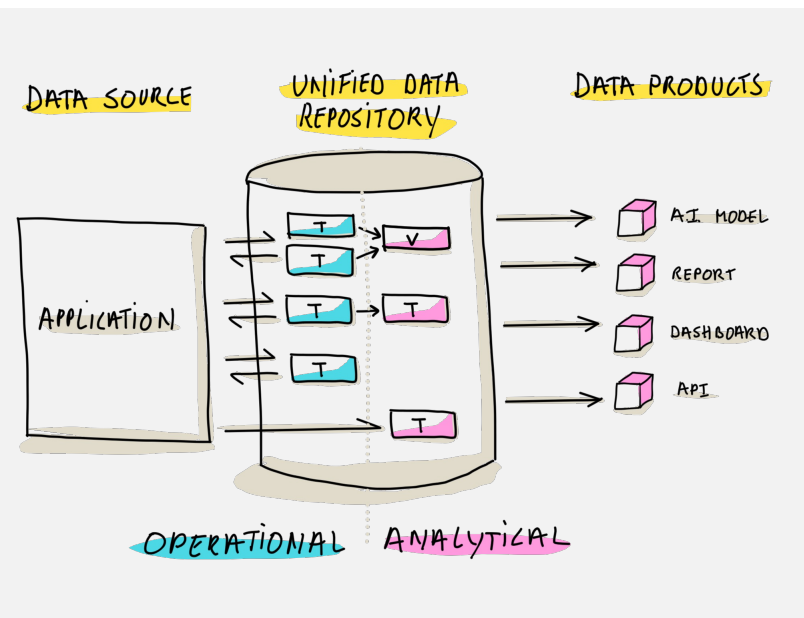 DATA SOURCE
UNIFIED DATA
REPOSITORY
DATA PRODUCTS
T
V
T
T
T
T
T
APPLICATION
A.I. MODEL
REPORT
DASHBOARD
API
OPERATIONAL
ANALYTICAL